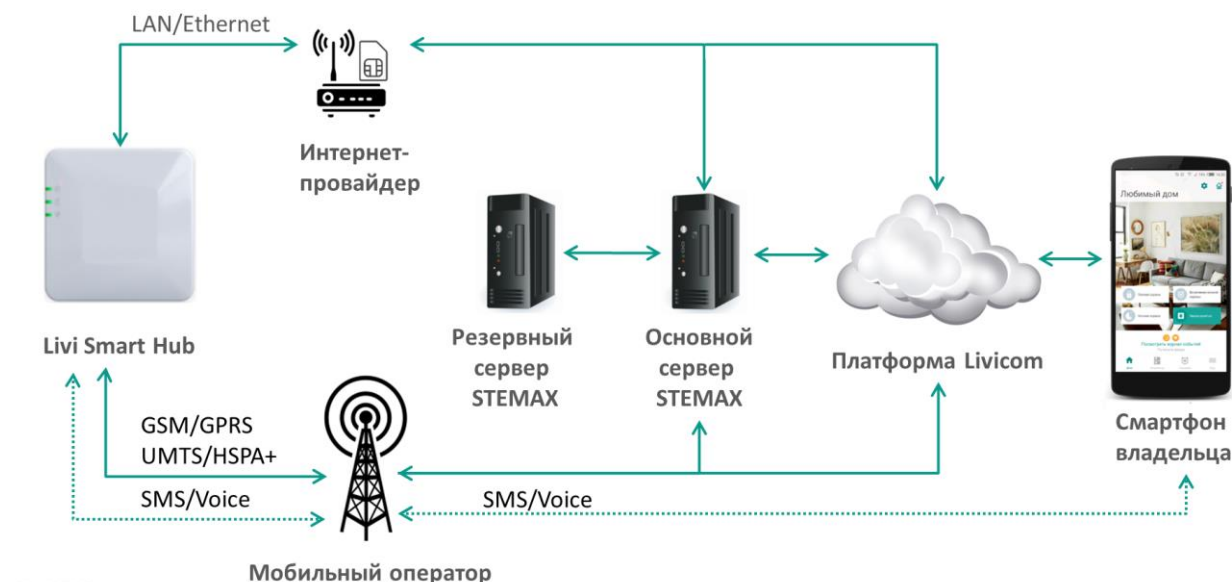 LAN/Ethernet
Интернет-
провайдер
Любимый дом
Livi Smart Hub
Резервный
сервер
STEMAX
Основной
сервер
STEMAX
Платформа Livicom
Смартфон
владельца
GSM/GPRS
UMTS/HSPA+
SMS/Voice
SMS/Voice
Мобильный оператор